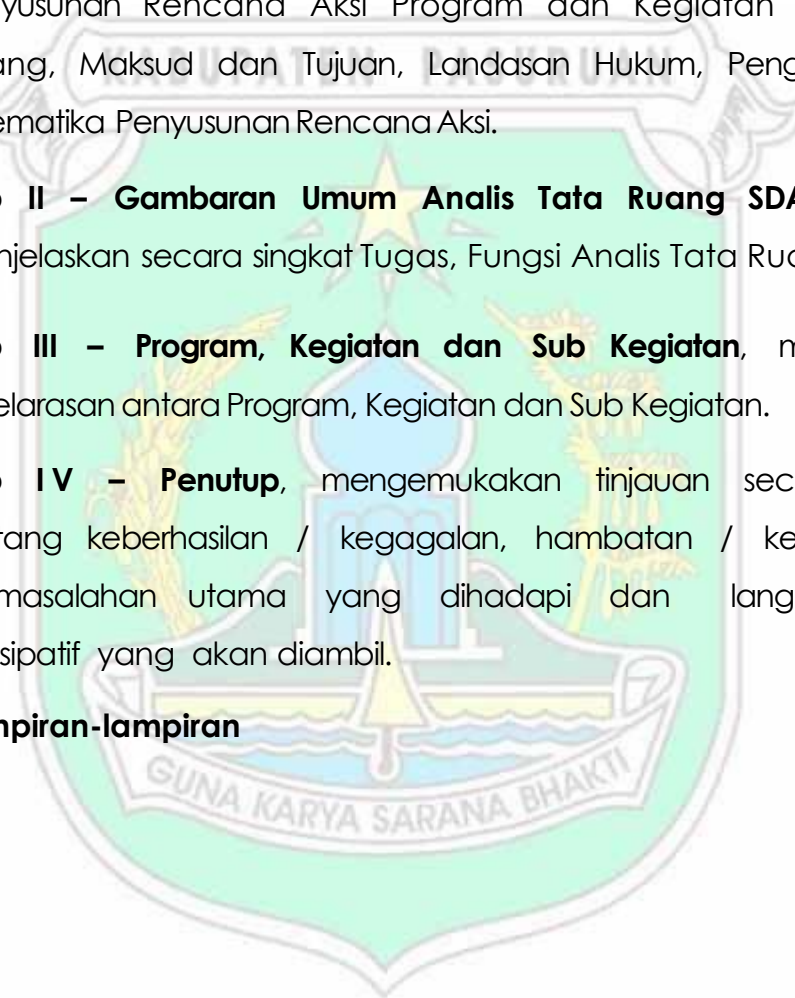 yusunan Rencana Aksi Program dan Kegiatan
ang, Maksud dan Tujuan, Landasan Hukum, Peng
ematika Penyusunan Rencana Aksi.
II – Gambaran Umum Analis Tata Ruang SDA
njelaskan secara singkat Tugas, Fungsi Analis Tata Rua
III – Program, Kegiatan dan Sub Kegiatan, m
elarasan antara Program, Kegiatan dan Sub Kegiatan.
IV – Penutup, mengemukakan tinjauan sec
tang keberhasilan / kegagalan, hambatan / ke
masalahan utama yang dihadapi dan lang
sipatif yang akan diambil.
mpiran-lampiran
KABUPATEN PASURUAN
GUNA KARYA SARANA BHAKTI